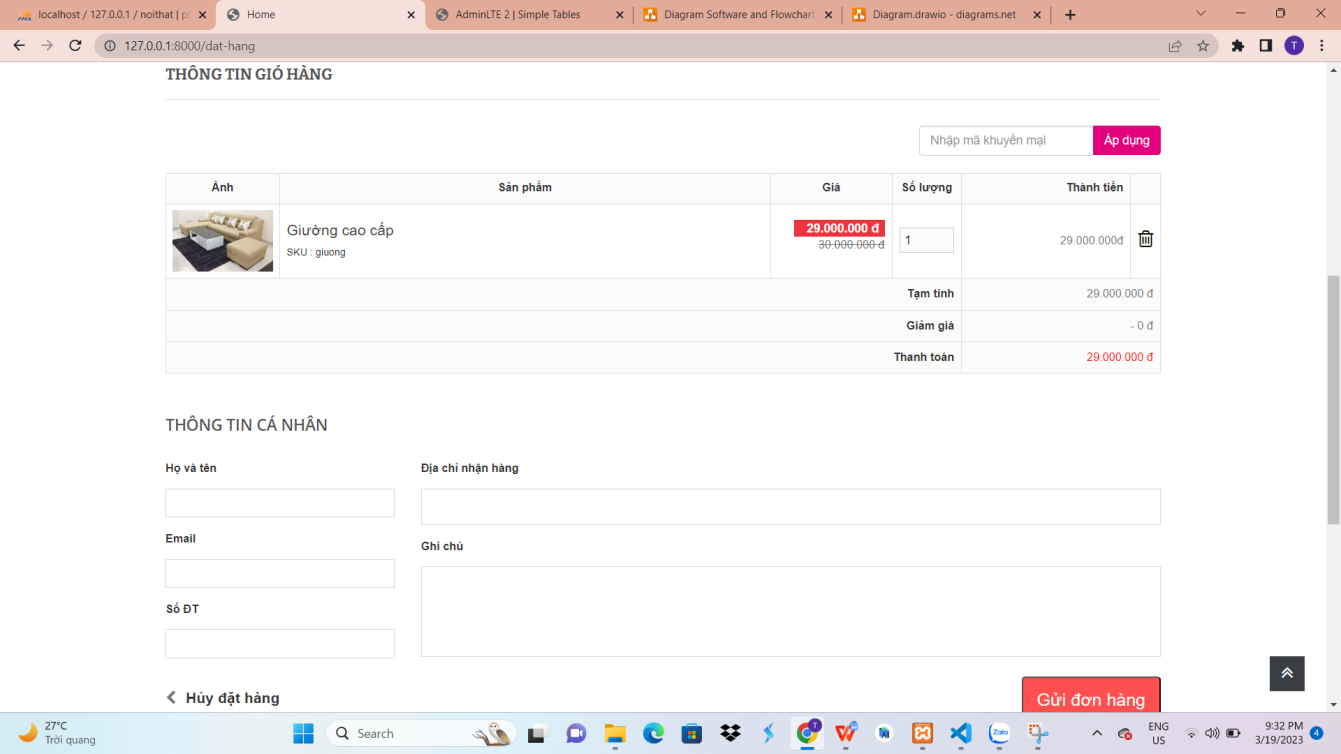 localhost / 127.0.0.1 / noithat | pl
Home
AdminLTE 2 | Simple Tables
Diagram Software and Flowchart
Diagram.drawio - diagrams.net
127.0.0.1:8000/dat-hang
T
THÔNG TIN GIỎ HÀNG
Nhập mã khuyến mại
Áp dụng
Ảnh Sản phẩm Giá Số lượng Thành tiền
Giường cao cấp
SKU : giuong
29.000.000 đ
30.000.000 đ
1
29.000.000đ
Tạm tính 29.000.000 đ
Giảm giá - 0 đ
Thanh toán 29.000.000 đ
THÔNG TIN CÁ NHÂN
Họ và tên
Địa chỉ nhận hàng
Email
Ghi chú
Số ĐT
Hủy đặt hàng
Gửi đơn hàng
27°C
Trời quang
Search
T
Zalo
ENG
US
9:32 PM
3/19/2023
4